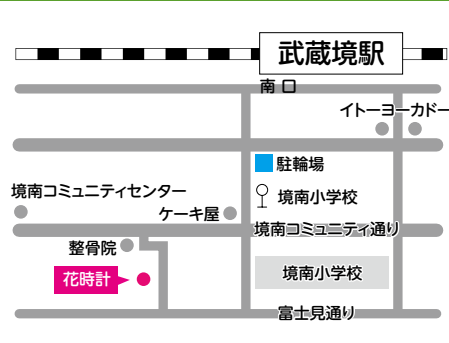 武蔵境駅
南口
イトーヨーカドー
駐輪場
境南小学校
境南コミュニティセンター
ケーキ屋
境南コミュニティ通り
整骨院
花時計
境南小学校
富士見通り